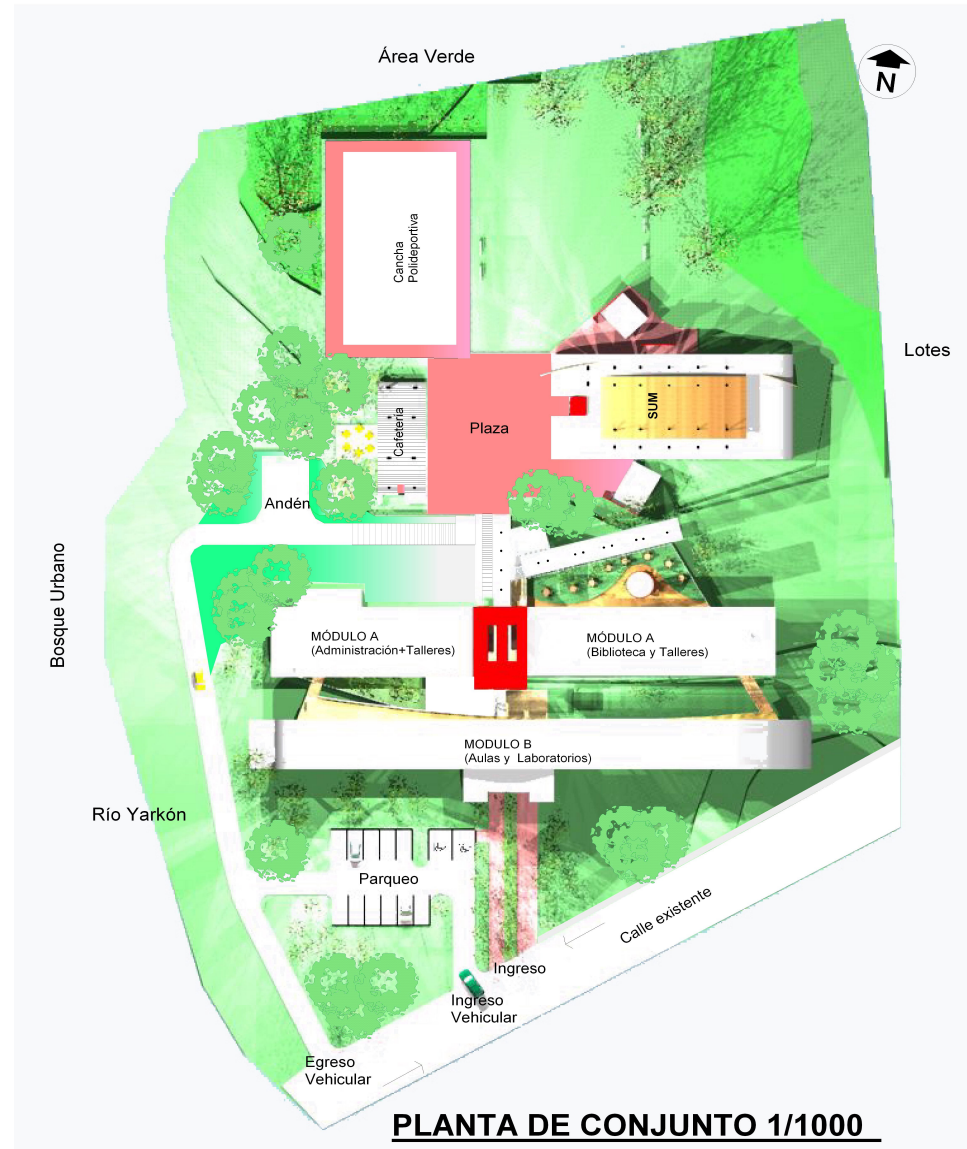 Área Verde
N
Cancha
Polideportiva
Lotes
SUM
Cafetería
Plaza
Andén
Bosque Urbano
MÓDULO A
(Administración+Talleres)
MÓDULO A
(Biblioteca y Talleres)
MODULO B
(Aulas y Laboratorios)
Río Yarkón
Parqueo
Calle existente
Ingreso
Ingreso
Vehicular
Egreso
Vehicular
PLANTA DE CONJUNTO 1/1000